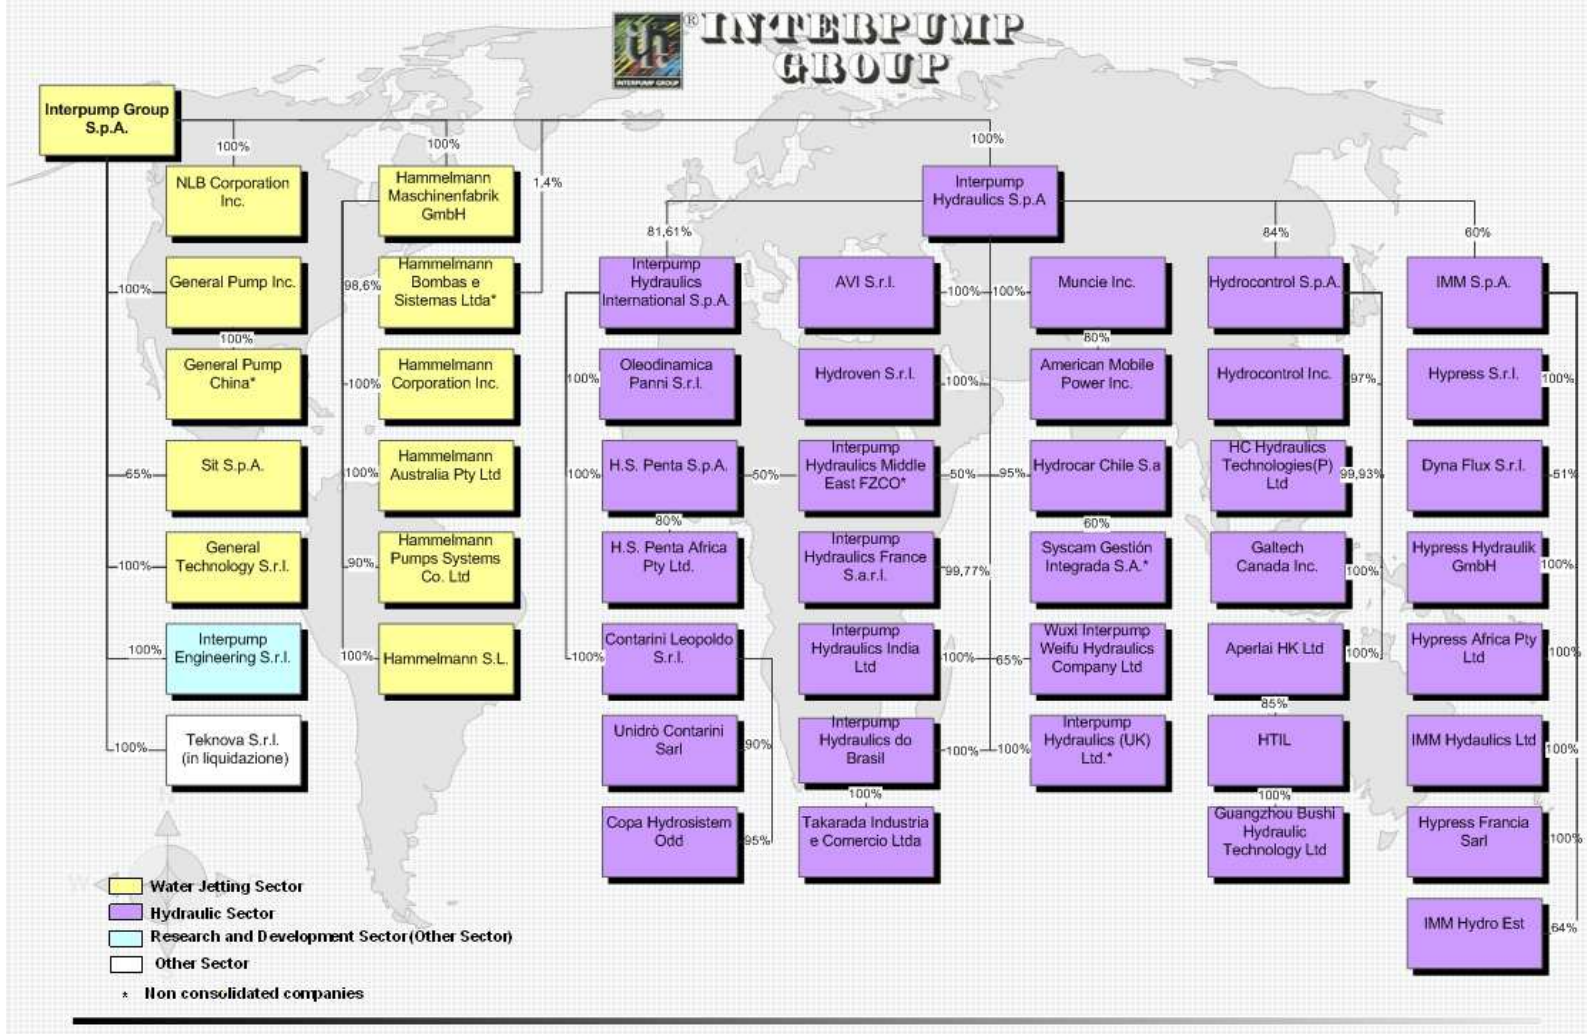 INTERPUMP
GROUP
®
INTERPUMP GROUP
Interpump Group
S.p.A.
100%
100%
100%
NLB Corporation
Inc.
Hammelmann
Maschinenfabrik
GmbH
1,4%
Interpump
Hydraulics S.p.A
81,61%
84%
60%
100%
General Pump Inc.
98,6%
Hammelmann
Bombas e
Sistemas Ltda*
Interpump
Hydraulics
International S.p.A.
AVI S.r.l.
100%
100%
Muncie Inc.
Hydrocontrol S.p.A.
IMM S.p.A.
100%
80%
General Pump
China*
100%
Hammelmann
Corporation Inc.
100%
Oleodinamica
Panni S.r.l.
Hydroven S.r.l.
100%
American Mobile
Power Inc.
Hydrocontrol Inc.
97%
Hypress S.r.l.
100%
65%
Sit S.p.A.
100%
Hammelmann
Australia Pty Ltd
100%
H.S. Penta S.p.A.
50%
Interpump
Hydraulics Middle
East FZCO*
50%
95%
Hydrocar Chile S.a
HC Hydraulics
Technologies(P)
Ltd
99,93%
Dyna Flux S.r.l.
51%
80%
60%
100%
General
Technology S.r.l.
90%
Hammelmann
Pumps Systems
Co. Ltd
H.S. Penta Africa
Pty Ltd.
Interpump
Hydraulics France
S.a.r.l.
99,77%
Syscam Gestión
Integrada S.A.*
Galtech
Canada Inc.
100%
Hypress Hydraulik
GmbH
100%
100%
Interpump
Engineering S.r.l.
100%
Hammelmann S.L.
100%
Contarini Leopoldo
S.r.l.
Interpump
Hydraulics India
Ltd
100%
65%
Wuxi Interpump
Weifu Hydraulics
Company Ltd
Aperlai HK Ltd
100%
Hypress Africa Pty
Ltd
100%
85%
100%
Teknova S.r.l.
(in liquidazione)
Unidrò Contarini
Sarl
90%
Interpump
Hydraulics do
Brasil
100%
100%
Interpump
Hydraulics (UK)
Ltd.*
HTIL
IMM Hydaulics Ltd
100%
100%
100%
Copa Hydrosistem
Odd
95%
Takarada Industria
e Comercio Ltda
Guangzhou Bushi
Hydraulic
Technology Ltd
Hypress Francia
Sarl
100%
IMM Hydro Est
64%
Water Jetting Sector
Hydraulic Sector
Research and Development Sector(Other Sector)
Other Sector
* Non consolidated companies